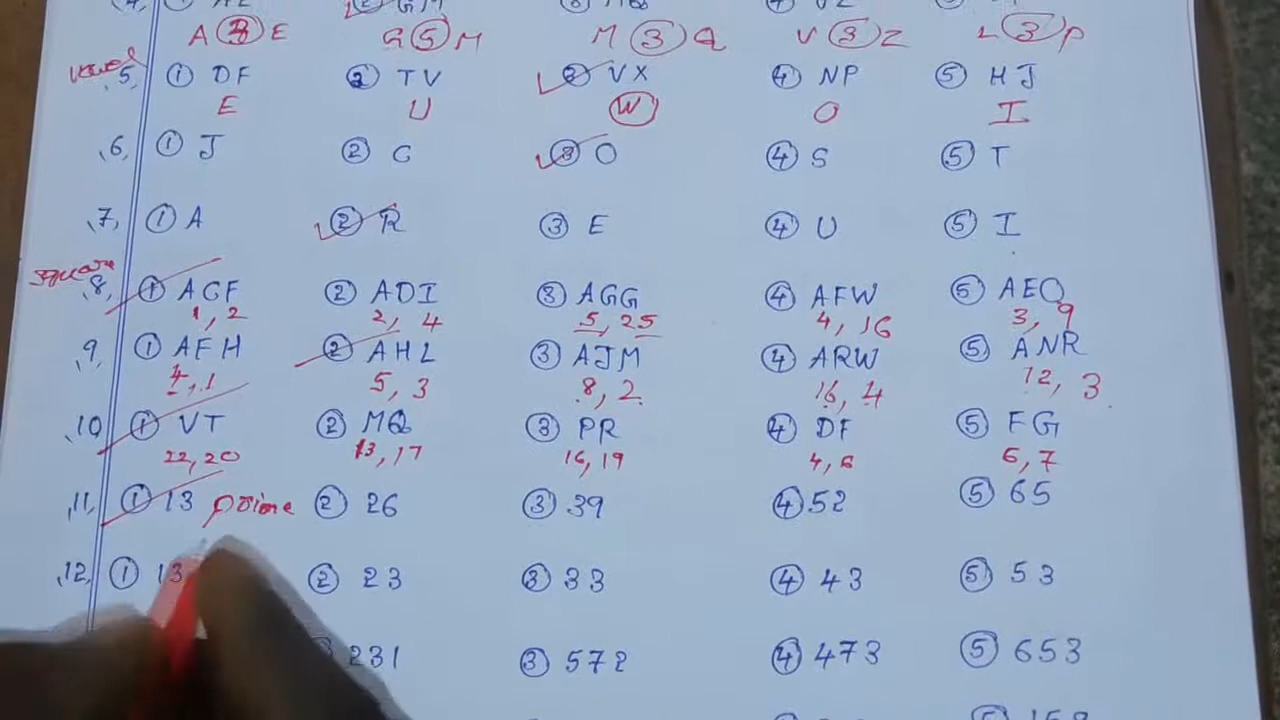 A 3 E G 5 M M 3 Q V 3 Z L 3 P
vowel
5, 1 DF 2 TV 2 VX 4 NP 5 HJ
E U W O I
6, 1 J 2 G 3 O 4 S 5 T
7, 1 A 2 R 3 E 4 U 5 I
square
8, 1 ACF 2 ADI 3 AGG 4 AFW 5 AEO
1, 2 2, 4 5, 25 4, 16 3, 9
9, 1 AFH 2 AHL 3 AJM 4 ARW 5 ANR
4, 1 5, 3 8, 2 16, 4 12, 3
10, 1 VT 2 MQ 3 PR 4 DF 5 FG
22, 20 13, 17 16, 19 4, 6 6, 7
11, 1 13 prime 2 26 3 39 4 52 5 65
12, 1 13 2 23 3 33 4 43 5 53
231 3 572 4 473 5 653